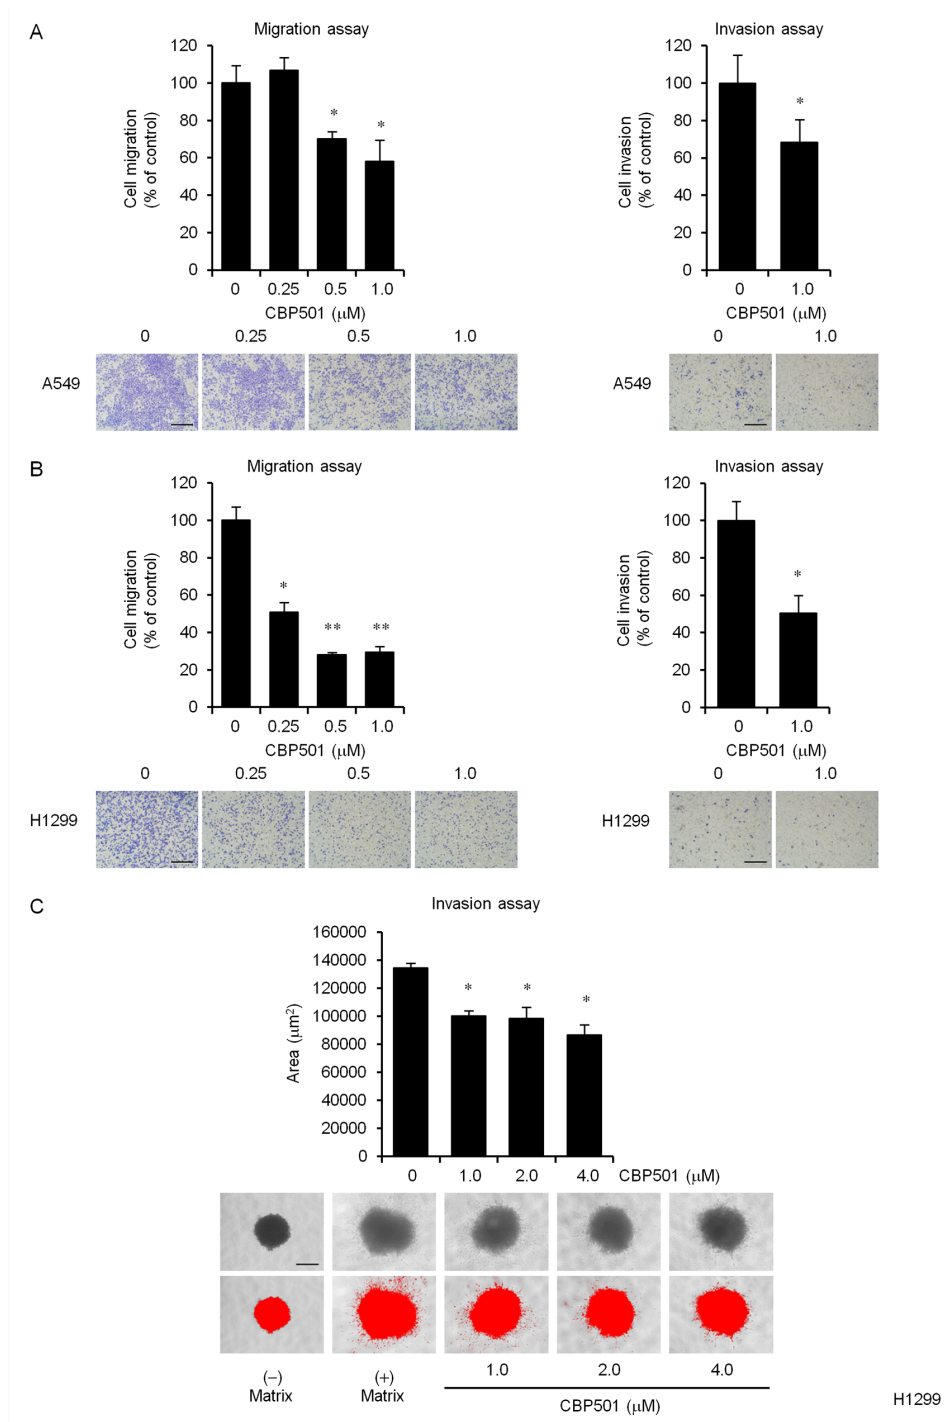 A
Migration assay
Invasion assay
120
100
80
60
40
20
0
Cell migration
(% of control)
*
*
0 0.25 0.5 1.0
CBP501 (μM)
120
100
80
60
40
20
0
Cell invasion
(% of control)
*
0 1.0
CBP501 (μM)
0 0.25 0.5 1.0
A549
0 1.0
A549
B
Migration assay
Invasion assay
120
100
80
60
40
20
0
Cell migration
(% of control)
*
**
**
0 0.25 0.5 1.0
CBP501 (μM)
120
100
80
60
40
20
0
Cell invasion
(% of control)
*
0 1.0
CBP501 (μM)
0 0.25 0.5 1.0
H1299
0 1.0
H1299
C
Invasion assay
160000
140000
120000
100000
80000
60000
40000
20000
0
Area (μm²)
*
*
*
0 1.0 2.0 4.0 CBP501 (μM)
(−)
Matrix
(+)
Matrix
1.0 2.0 4.0
CBP501 (μM)
H1299